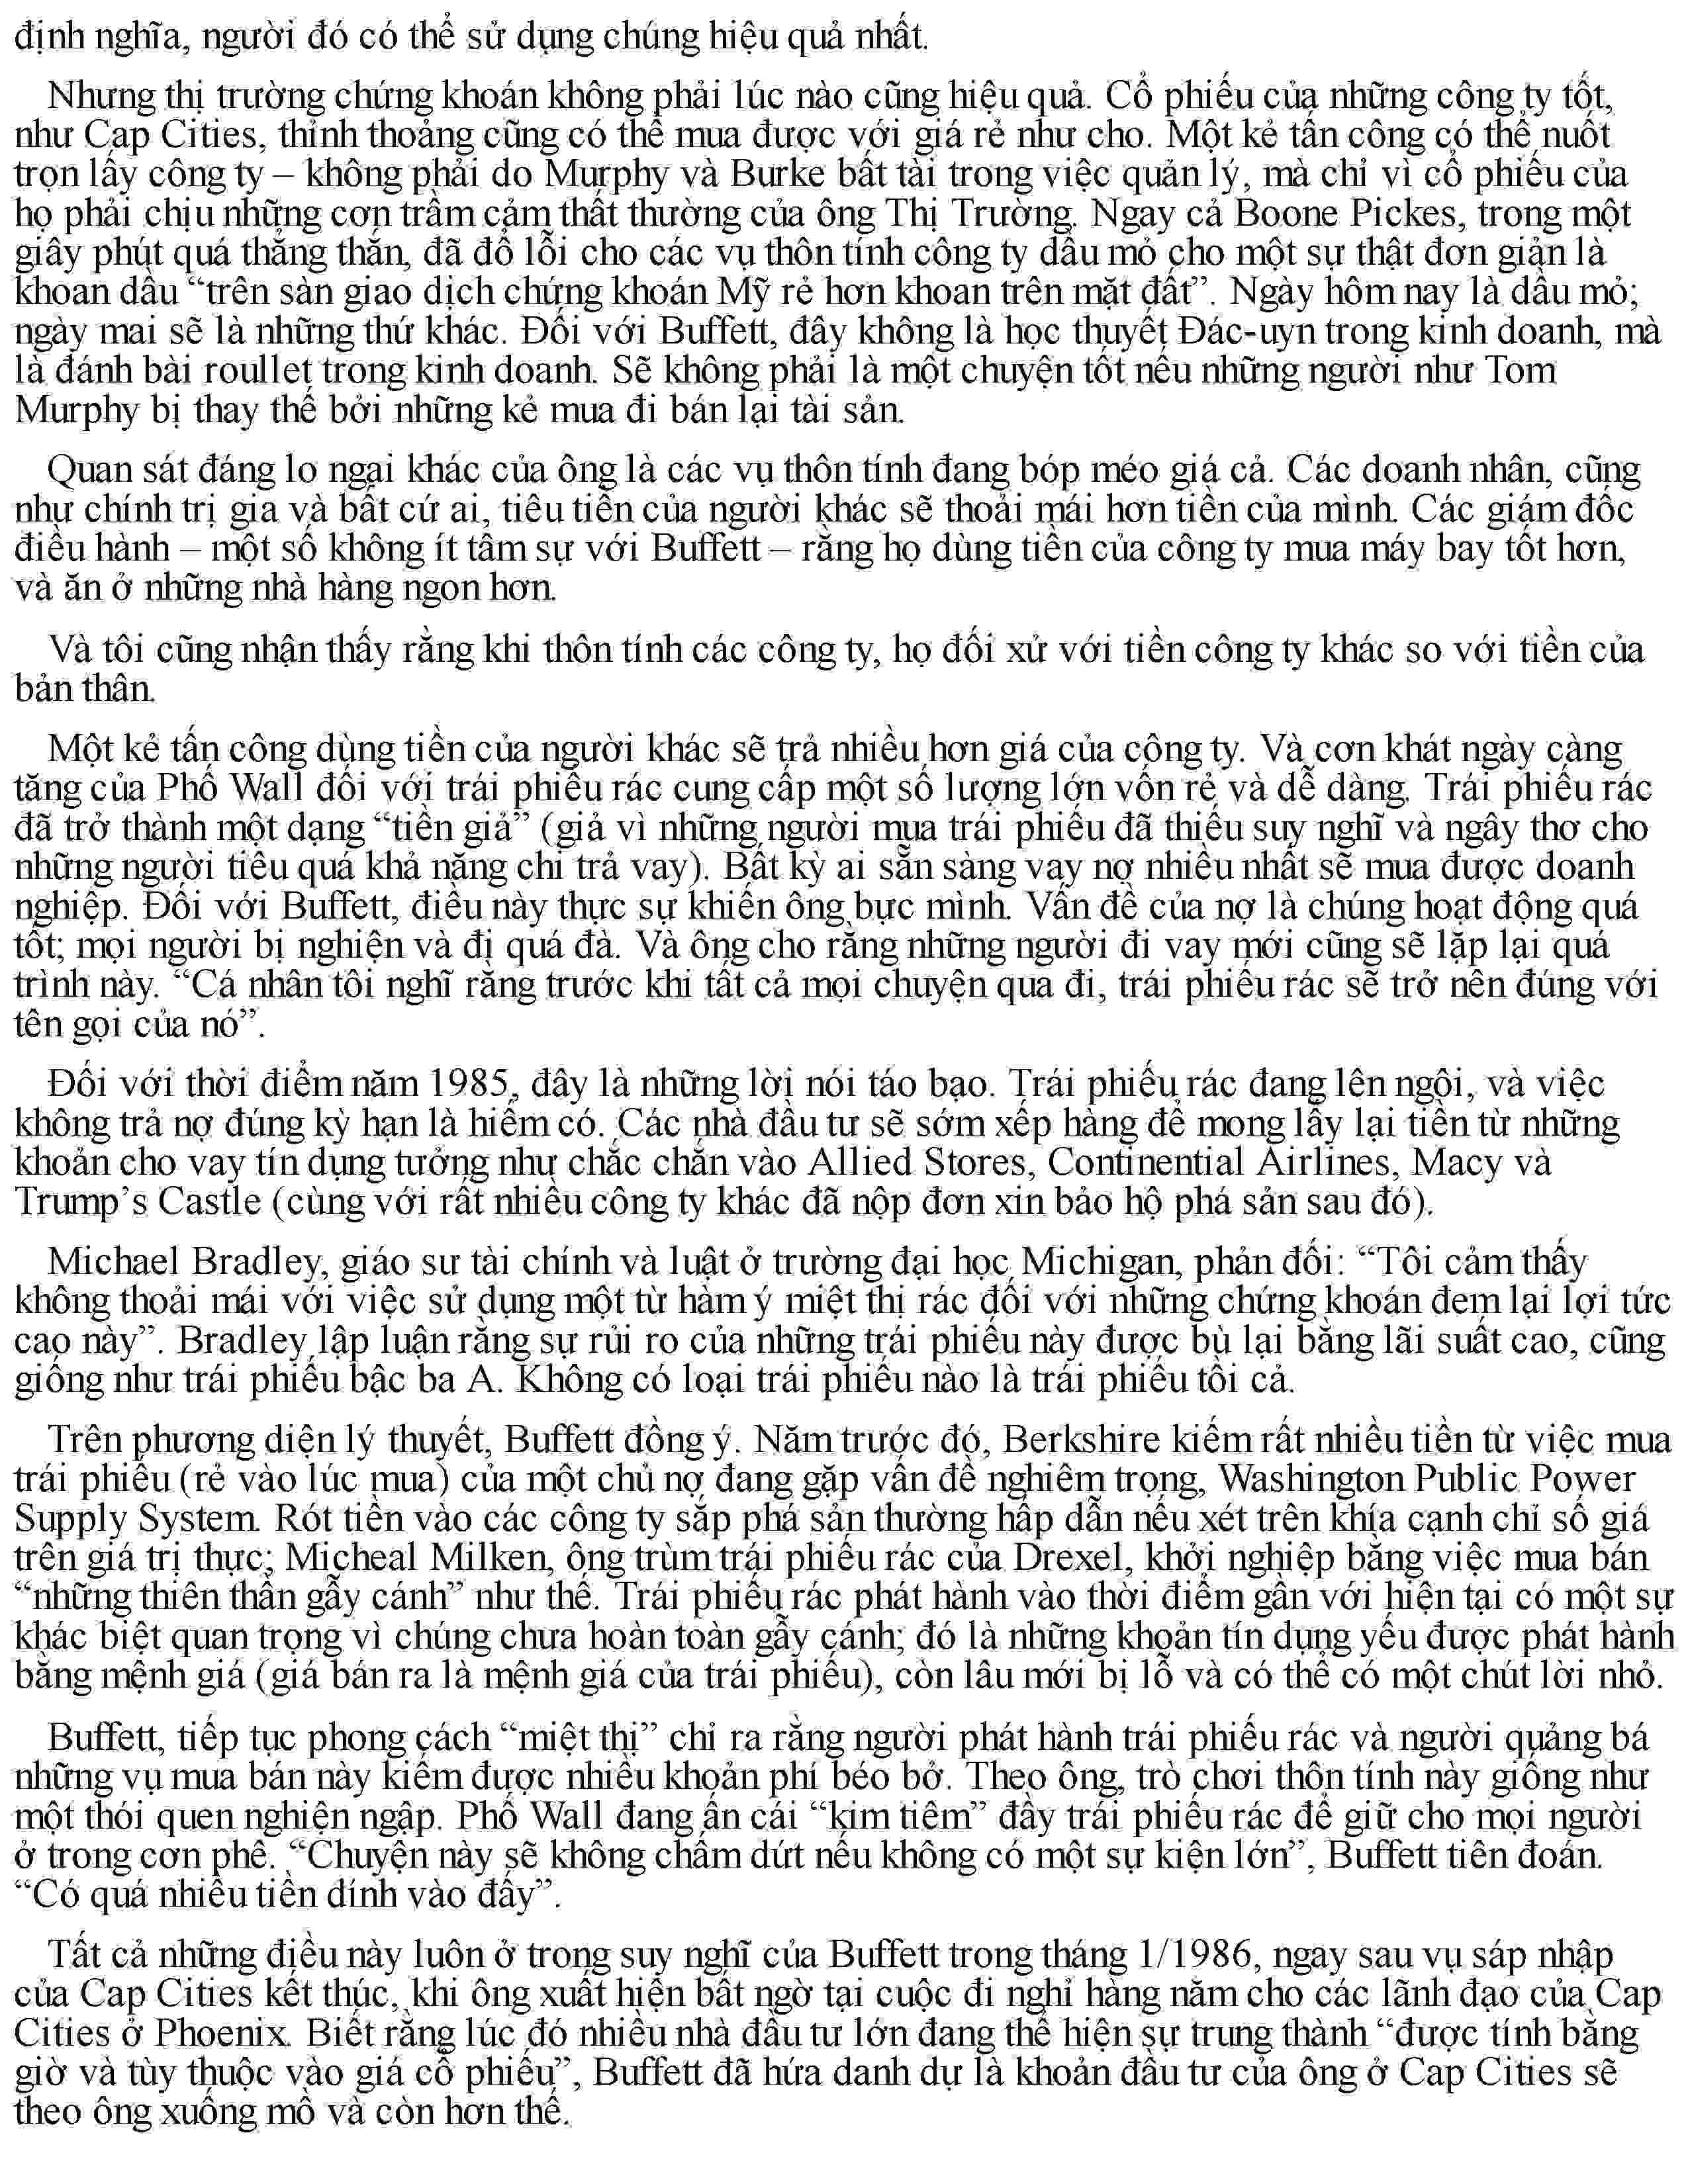 định nghĩa, người đó có thể sử dụng chúng hiệu quả nhất.
Nhưng thị trường chứng khoán không phải lúc nào cũng hiệu quả. Cổ phiếu của những công ty tốt,
như Cap Cities, thỉnh thoảng cũng có thể mua được với giá rẻ như cho. Một kẻ tấn công có thể nuốt
trọn lấy công ty – không phải do Murphy và Burke bất tài trong việc quản lý, mà chỉ vì cổ phiếu của
họ phải chịu những cơn trầm cảm thất thường của ông Thị Trường. Ngay cả Boone Pickes, trong một
giây phút quá thẳng thắn, đã đổ lỗi cho các vụ thôn tính công ty dầu mỏ cho một sự thật đơn giản là
khoan dầu “trên sàn giao dịch chứng khoán Mỹ rẻ hơn khoan trên mặt đất”. Ngày hôm nay là dầu mỏ;
ngày mai sẽ là những thứ khác. Đối với Buffett, đây không là học thuyết Đác-uyn trong kinh doanh, mà
là đánh bài roullet trong kinh doanh. Sẽ không phải là một chuyện tốt nếu những người như Tom
Murphy bị thay thế bởi những kẻ mua đi bán lại tài sản.
Quan sát đáng lo ngại khác của ông là các vụ thôn tính đang bóp méo giá cả. Các doanh nhân, cũng
như chính trị gia và bất cứ ai, tiêu tiền của người khác sẽ thoải mái hơn tiền của mình. Các giám đốc
điều hành – một số không ít tâm sự với Buffett – rằng họ dùng tiền của công ty mua máy bay tốt hơn,
và ăn ở những nhà hàng ngon hơn.
Và tôi cũng nhận thấy rằng khi thôn tính các công ty, họ đối xử với tiền công ty khác so với tiền của
bản thân.
Một kẻ tấn công dùng tiền của người khác sẽ trả nhiều hơn giá của công ty. Và cơn khát ngày càng
tăng của Phố Wall đối với trái phiếu rác cung cấp một số lượng lớn vốn rẻ và dễ dàng. Trái phiếu rác
đã trở thành một dạng “tiền giả” (giả vì những người mua trái phiếu đã thiếu suy nghĩ và ngây thơ cho
những người tiêu quá khả năng chi trả vay). Bất kỳ ai sẵn sàng vay nợ nhiều nhất sẽ mua được doanh
nghiệp. Đối với Buffett, điều này thực sự khiến ông bực mình. Vấn đề của nợ là chúng hoạt động quá
tốt; mọi người bị nghiện và đi quá đà. Và ông cho rằng những người đi vay mới cũng sẽ lặp lại quá
trình này. “Cá nhân tôi nghĩ rằng trước khi tất cả mọi chuyện qua đi, trái phiếu rác sẽ trở nên đúng với
tên gọi của nó”.
Đối với thời điểm năm 1985, đây là những lời nói táo bạo. Trái phiếu rác đang lên ngôi, và việc
không trả nợ đúng kỳ hạn là hiếm có. Các nhà đầu tư sẽ sớm xếp hàng để mong lấy lại tiền từ những
khoản cho vay tín dụng tưởng như chắc chắn vào Allied Stores, Continential Airlines, Macy và
Trump’s Castle (cùng với rất nhiều công ty khác đã nộp đơn xin bảo hộ phá sản sau đó).
Michael Bradley, giáo sư tài chính và luật ở trường đại học Michigan, phản đối: “Tôi cảm thấy
không thoải mái với việc sử dụng một từ hàm ý miệt thị rác đối với những chứng khoán đem lại lợi tức
cao này”. Bradley lập luận rằng sự rủi ro của những trái phiếu này được bù lại bằng lãi suất cao, cũng
giống như trái phiếu bậc ba A. Không có loại trái phiếu nào là trái phiếu tồi cả.
Trên phương diện lý thuyết, Buffett đồng ý. Năm trước đó, Berkshire kiếm rất nhiều tiền từ việc mua
trái phiếu (rẻ vào lúc mua) của một chủ nợ đang gặp vấn đề nghiêm trọng, Washington Public Power
Supply System. Rót tiền vào các công ty sắp phá sản thường hấp dẫn nếu xét trên khía cạnh chỉ số giá
trên giá trị thực; Micheal Milken, ông trùm trái phiếu rác của Drexel, khởi nghiệp bằng việc mua bán
“những thiên thần gẫy cánh” như thế. Trái phiếu rác phát hành vào thời điểm gần với hiện tại có một sự
khác biệt quan trọng vì chúng chưa hoàn toàn gẫy cánh; đó là những khoản tín dụng yếu được phát hành
bằng mệnh giá (giá bán ra là mệnh giá của trái phiếu), còn lâu mới bị lỗ và có thể có một chút lời nhỏ.
Buffett, tiếp tục phong cách “miệt thị” chỉ ra rằng người phát hành trái phiếu rác và người quảng bá
những vụ mua bán này kiếm được nhiều khoản phí béo bở. Theo ông, trò chơi thôn tính này giống như
một thói quen nghiện ngập. Phố Wall đang ấn cái “kim tiêm” đầy trái phiếu rác để giữ cho mọi người
ở trong cơn phê. “Chuyện này sẽ không chấm dứt nếu không có một sự kiện lớn”, Buffett tiên đoán.
“Có quá nhiều tiền dính vào đấy”.
Tất cả những điều này luôn ở trong suy nghĩ của Buffett trong tháng 1/1986, ngay sau vụ sáp nhập
của Cap Cities kết thúc, khi ông xuất hiện bất ngờ tại cuộc đi nghỉ hàng năm cho các lãnh đạo của Cap
Cities ở Phoenix. Biết rằng lúc đó nhiều nhà đầu tư lớn đang thể hiện sự trung thành “được tính bằng
giờ và tùy thuộc vào giá cổ phiếu”, Buffett đã hứa danh dự là khoản đầu tư của ông ở Cap Cities sẽ
theo ông xuống mồ và còn hơn thế.